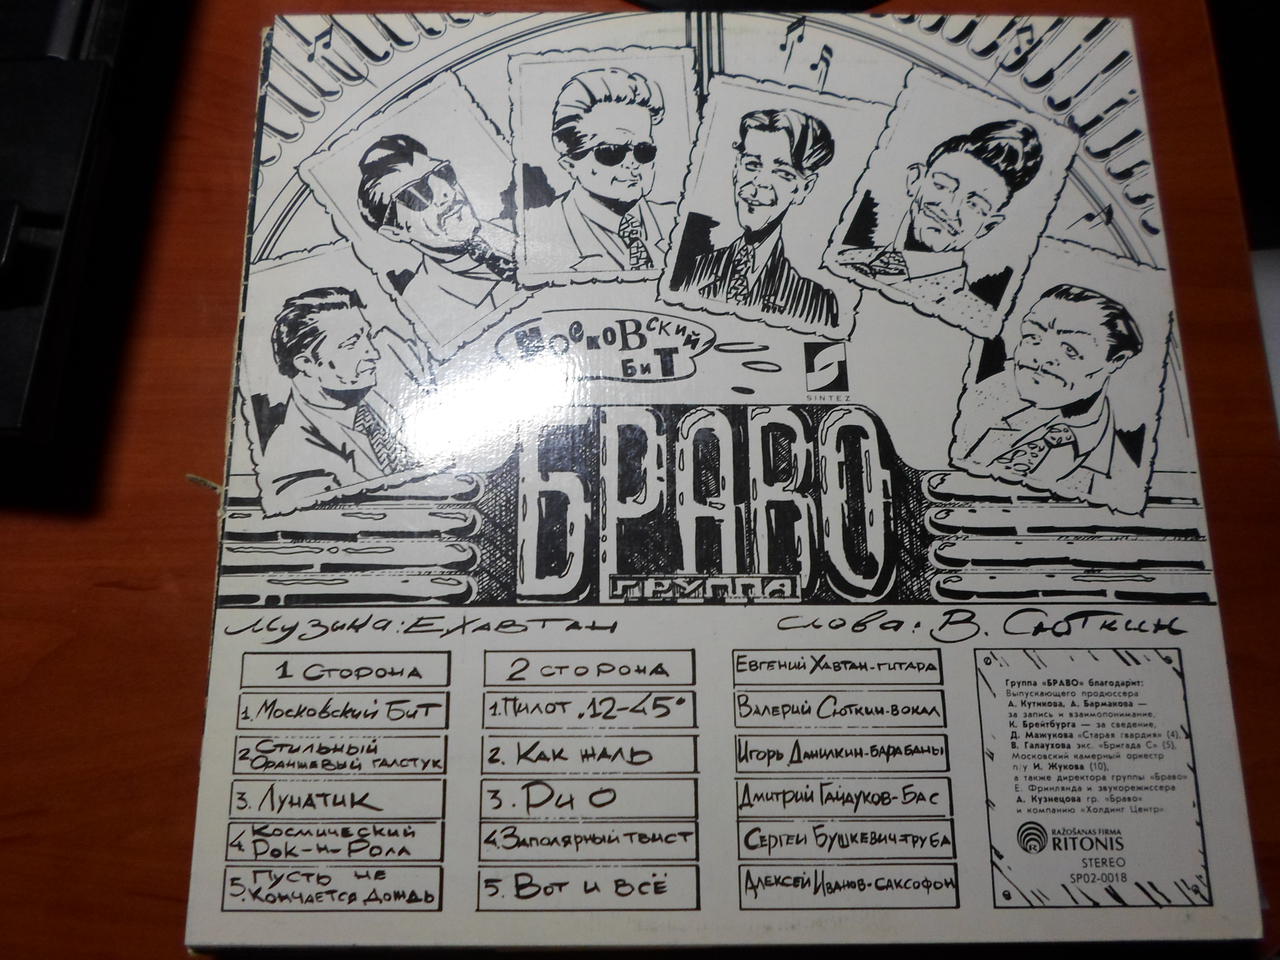 МОСКОВСКИЙ
БИТ
SINTEZ
БРАВО
ГРУППА
Музыка: Е. Хавтан
слова: В. Сюткин
1 сторона
1. Московский Бит
2. Стильный
Оранжевый галстук
3. Лунатик
4. Космический
Рок-н-Ролл
5. Пусть не
кончается дождь
2 сторона
1. Пилот .12-45°
2. Как жаль
3. Рио
4. Заполярный твист
5. Вот и всё
Евгений Хавтан-гитара
Валерий Сюткин-вокал
Игорь Данилкин-барабаны
Дмитрий Гайдуков-Бас
Сергей Бушкевич-труба
Алексей Иванов-саксофон
Группа «БРАВО» благодарит:
Выпускающего продюссера
А. Кутикова, А. Бармакова —
за запись и взаимопонимание,
К. Брейтбурга — за сведение,
Д. Мажукова «Старая гвардия» (4),
В. Галаухова экс. «Бригада С» (5),
Московский камерный оркестр
п/у И. Жукова (10),
а также директора группы «Браво»
Е. Фринлянда и звукорежиссера
А. Кузнецова гр. «Браво»
и компанию «Холдинг Центр».
RAŽOŠANAS FIRMA
RITONIS
STEREO
SP02-0018